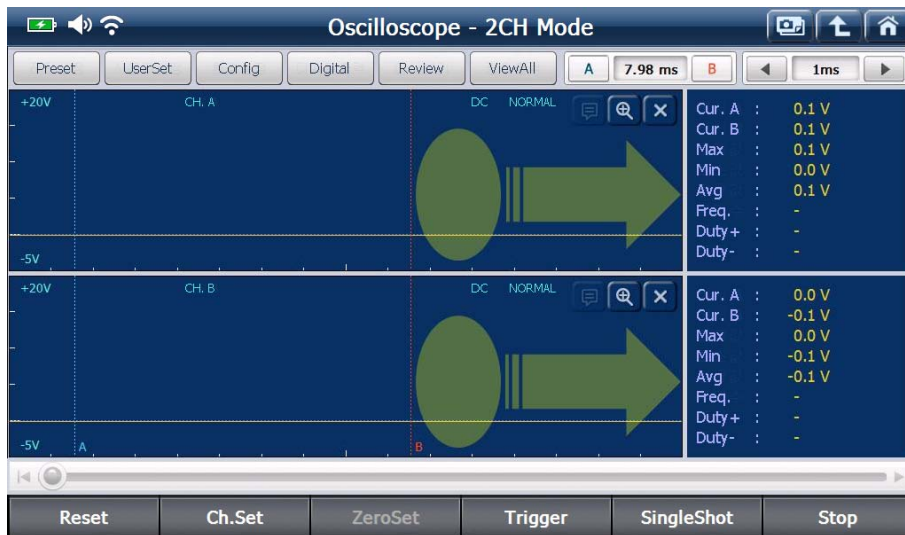 Oscilloscope - 2CH Mode
Preset UserSet Config Digital Review ViewAll A 7.98 ms B 1ms
+20V CH. A DC NORMAL
-5V
Cur. A : 0.1 V
Cur. B : 0.1 V
Max : 0.1 V
Min : 0.0 V
Avg : 0.1 V
Freq. : -
Duty+ : -
Duty- : -
+20V CH. B DC NORMAL
-5V A B
Cur. A : 0.0 V
Cur. B : -0.1 V
Max : 0.0 V
Min : -0.1 V
Avg : -0.1 V
Freq. : -
Duty+ : -
Duty- : -
Reset Ch.Set ZeroSet Trigger SingleShot Stop